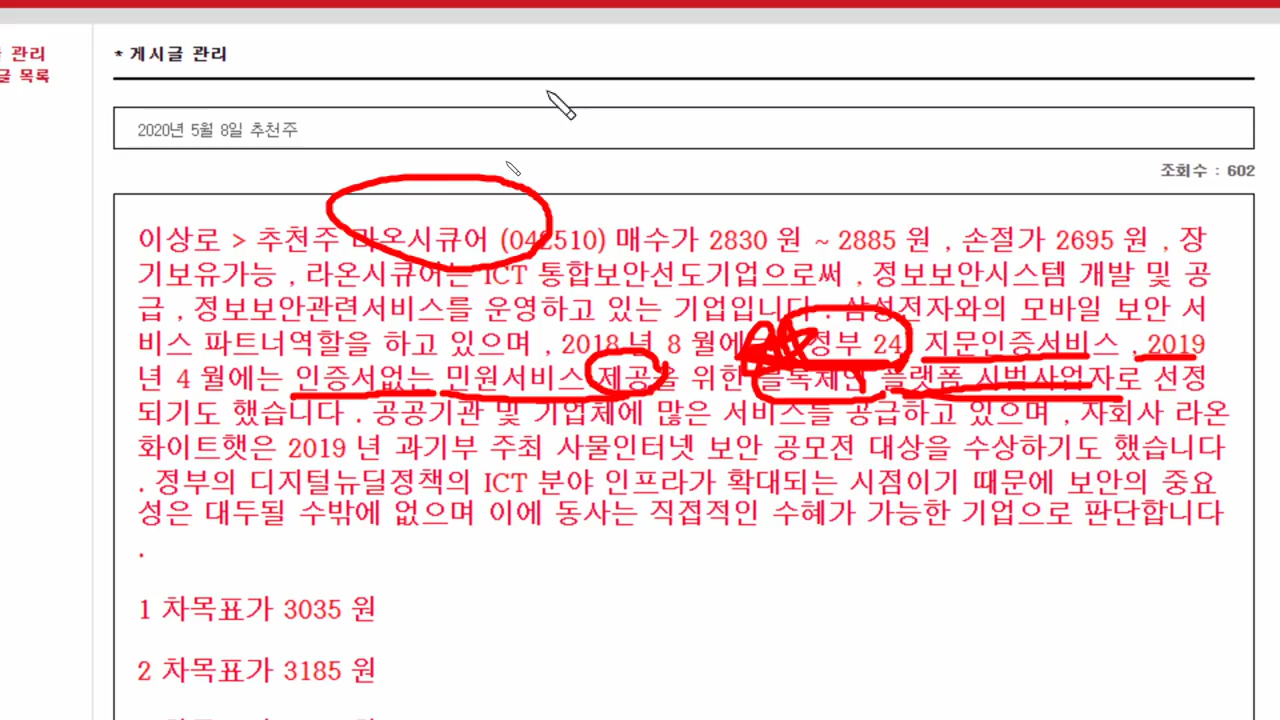 관리
* 게시글 관리
글 목록
2020년 5월 8일 추천주
조회수 : 602
이상로 > 추천주 라온시큐어 (042510) 매수가 2830 원 ~ 2885 원 , 손절가 2695 원 , 장
기보유가능 , 라온시큐어는 ICT 통합보안선도기업으로써 , 정보보안시스템 개발 및 공
급 , 정보보안관련서비스를 운영하고 있는 기업입니다 . 삼성전자와의 모바일 보안 서
비스 파트너역할을 하고 있으며 , 2018 년 8 월에 정부 24 지문인증서비스 , 2019
년 4 월에는 인증서없는 민원서비스 제공을 위한 블록체인 플랫폼 시범사업자로 선정
되기도 했습니다 . 공공기관 및 기업체에 많은 서비스를 공급하고 있으며 , 자회사 라온
화이트햇은 2019 년 과기부 주최 사물인터넷 보안 공모전 대상을 수상하기도 했습니다
. 정부의 디지털뉴딜정책의 ICT 분야 인프라가 확대되는 시점이기 때문에 보안의 중요
성은 대두될 수밖에 없으며 이에 동사는 직접적인 수혜가 가능한 기업으로 판단합니다
.
1 차목표가 3035 원
2 차목표가 3185 원